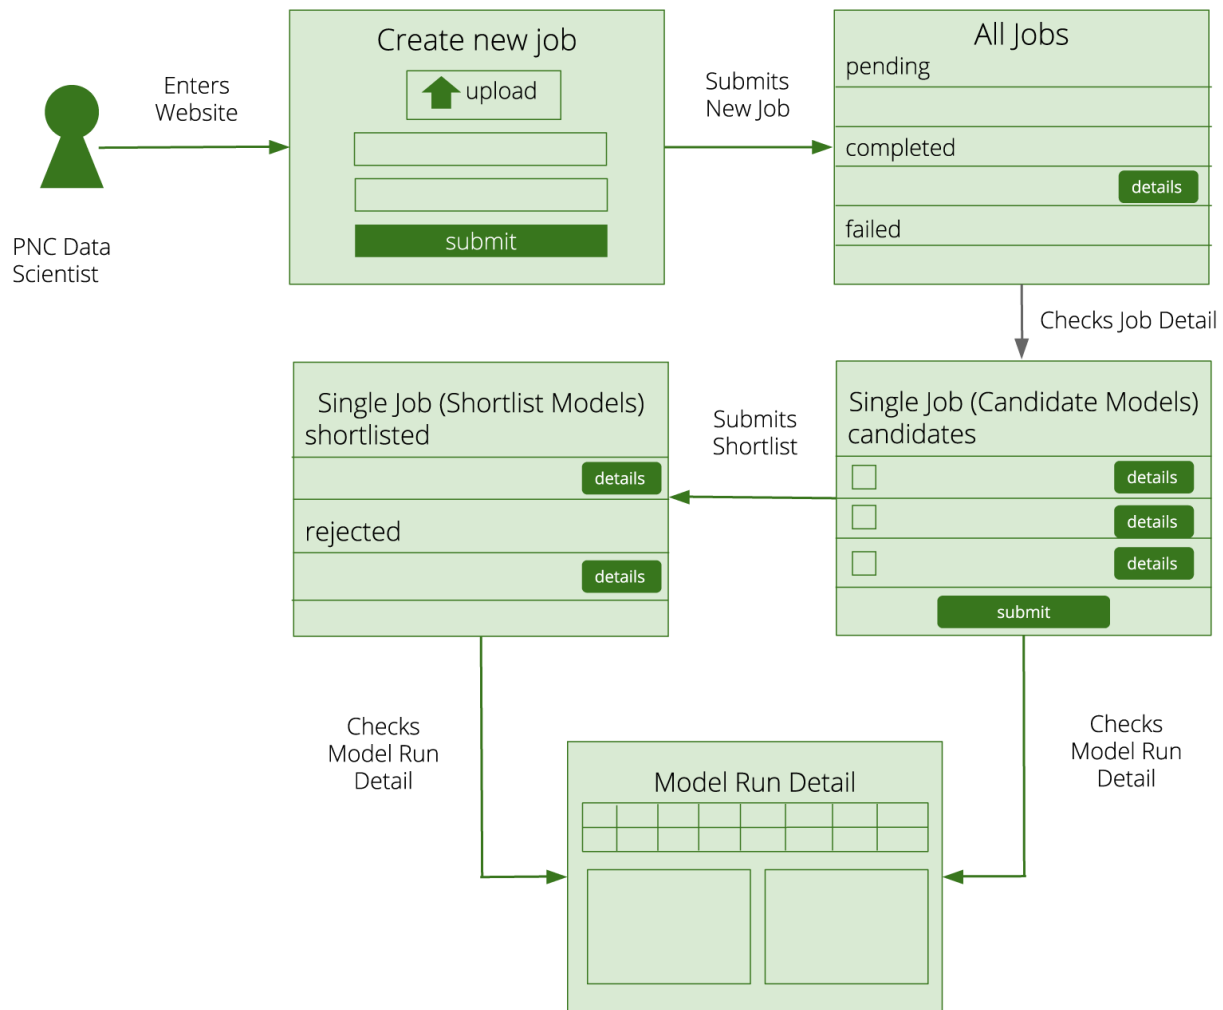 Create new job
upload
submit
Enters
Website
PNC Data
Scientist
Submits
New Job
All Jobs
pending
completed
details
failed
Checks Job Detail
Single Job (Candidate Models)
candidates
details
details
details
submit
Submits
Shortlist
Single Job (Shortlist Models)
shortlisted
details
rejected
details
Checks
Model Run
Detail
Checks
Model Run
Detail
Model Run Detail